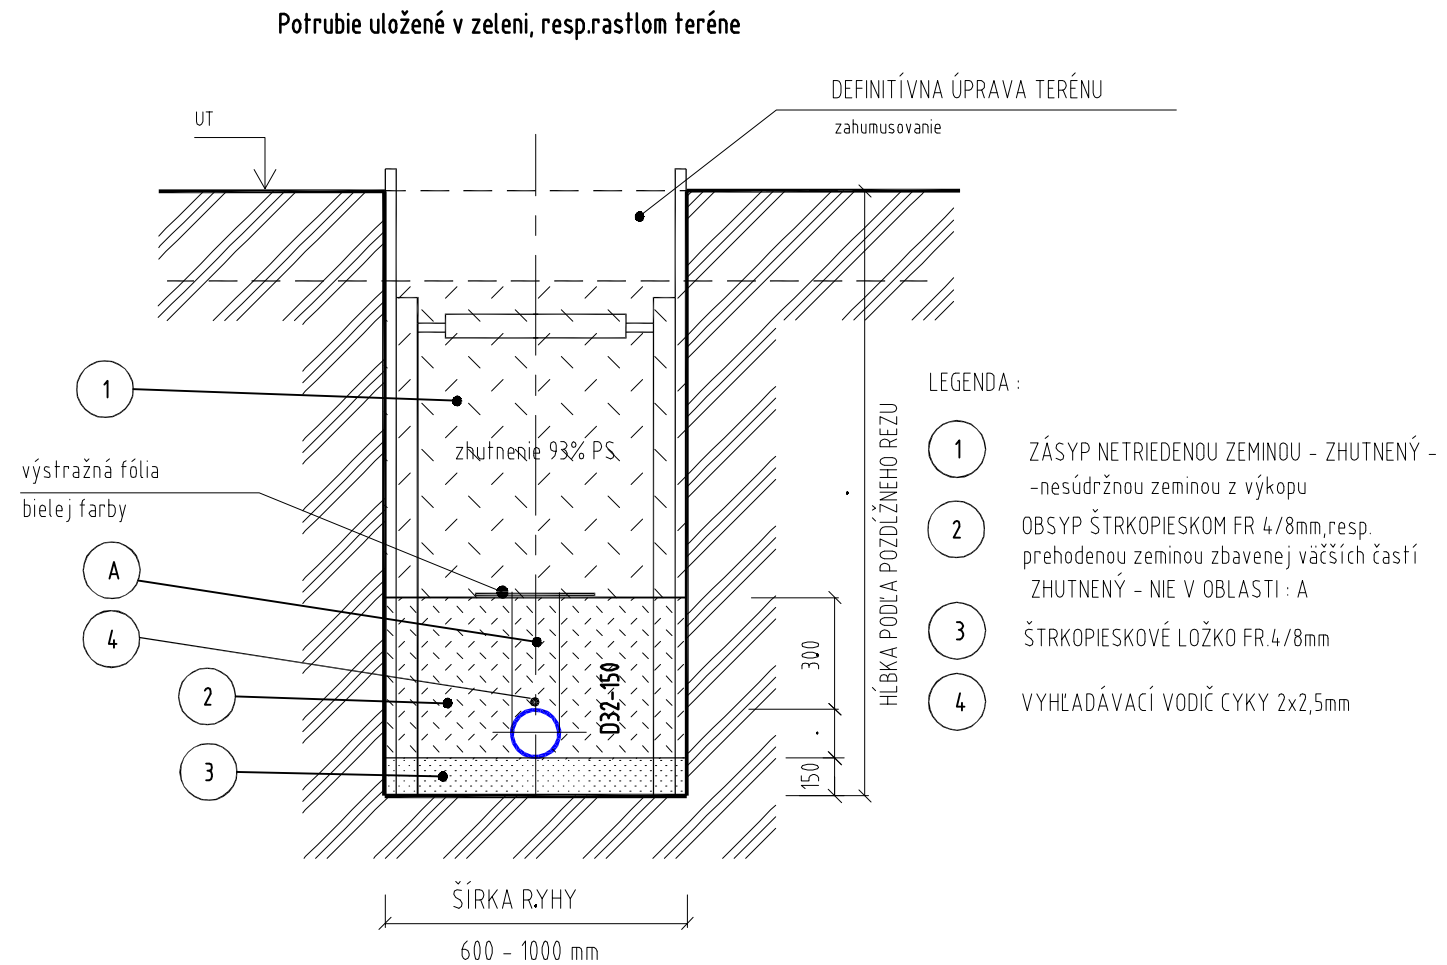 Potrubie uložené v zeleni, resp.rastlom teréne
DEFINITÍVNA ÚPRAVA TERÉNU
zahumusovanie
UT
1
zhutnenie 93% PS
výstražná fólia
bielej farby
A
4
2
3
D32-150
300
150
HĹBKA PODĽA POZDĹŽNEHO REZU
LEGENDA :
1
ZÁSYP NETRIEDENOU ZEMINOU - ZHUTNENÝ -
-nesúdržnou zeminou z výkopu
2
OBSYP ŠTRKOPIESKOM FR 4/8mm,resp.
prehodenou zeminou zbavenej väčších častí
ZHUTNENÝ - NIE V OBLASTI : A
3
ŠTRKOPIESKOVÉ LOŽKO FR.4/8mm
4
VYHĽADÁVACÍ VODIČ CYKY 2x2,5mm
ŠÍRKA RYHY
600 - 1000 mm